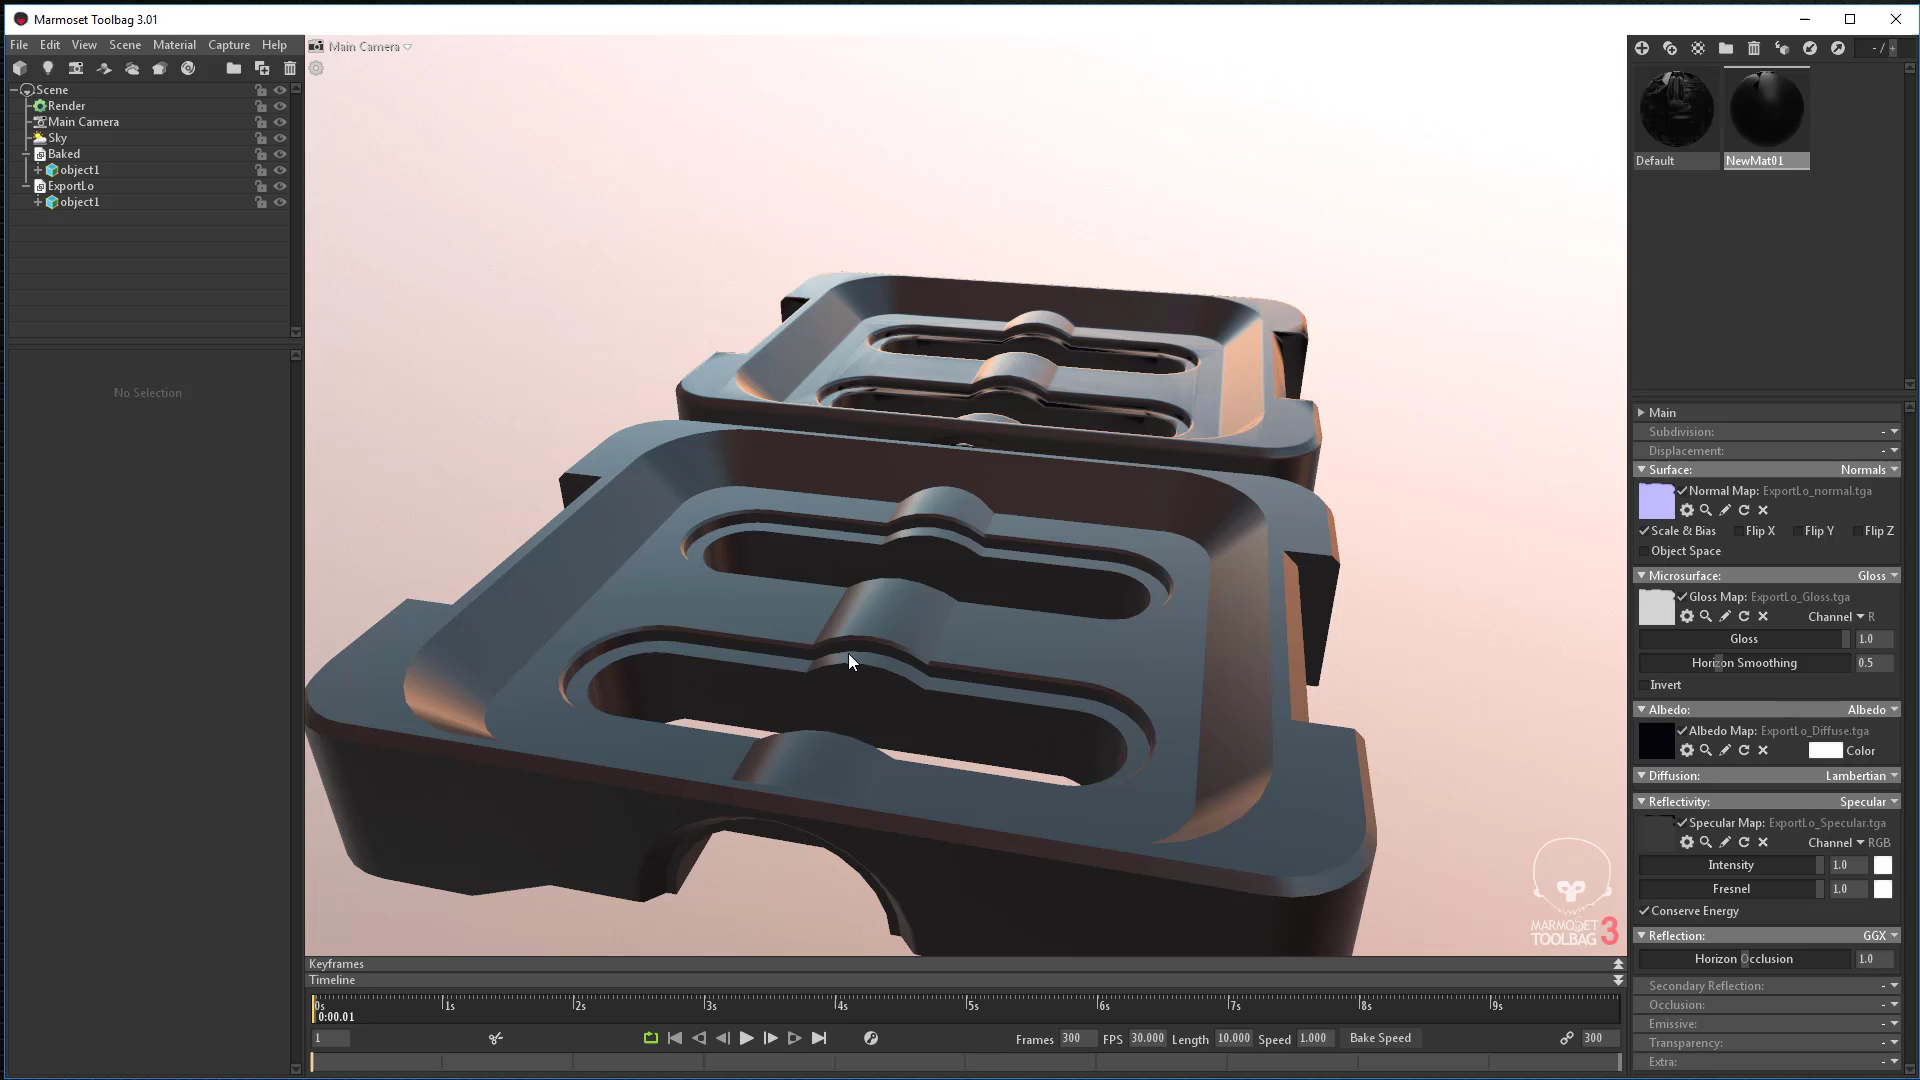 Marmoset Toolbag 3.01
File Edit View Scene Material Capture Help
Scene
Render
Main Camera
Sky
Baked
object1
ExportLo
object1
No Selection
Main Camera
MARMOSET
TOOLBAG 3
Keyframes
Timeline
0s 1s 2s 3s 4s 5s 6s 7s 8s 9s
0:00.01
1
Frames 300 FPS 30.000 Length 10.000 Speed 1.000 Bake Speed 300
- / +
Default NewMat01
Main
Subdivision: -
Displacement: -
Surface: Normals
Normal Map: ExportLo_normal.tga
Scale & Bias Flip X Flip Y Flip Z
Object Space
Microsurface: Gloss
Gloss Map: ExportLo_Gloss.tga
Channel R
Gloss 1.0
Horizon Smoothing 0.5
Invert
Albedo: Albedo
Albedo Map: ExportLo_Diffuse.tga
Color
Diffusion: Lambertian
Reflectivity: Specular
Specular Map: ExportLo_Specular.tga
Channel RGB
Intensity 1.0
Fresnel 1.0
Conserve Energy
Reflection: GGX
Horizon Occlusion 1.0
Secondary Reflection: -
Occlusion: -
Emissive: -
Transparency: -
Extra: -